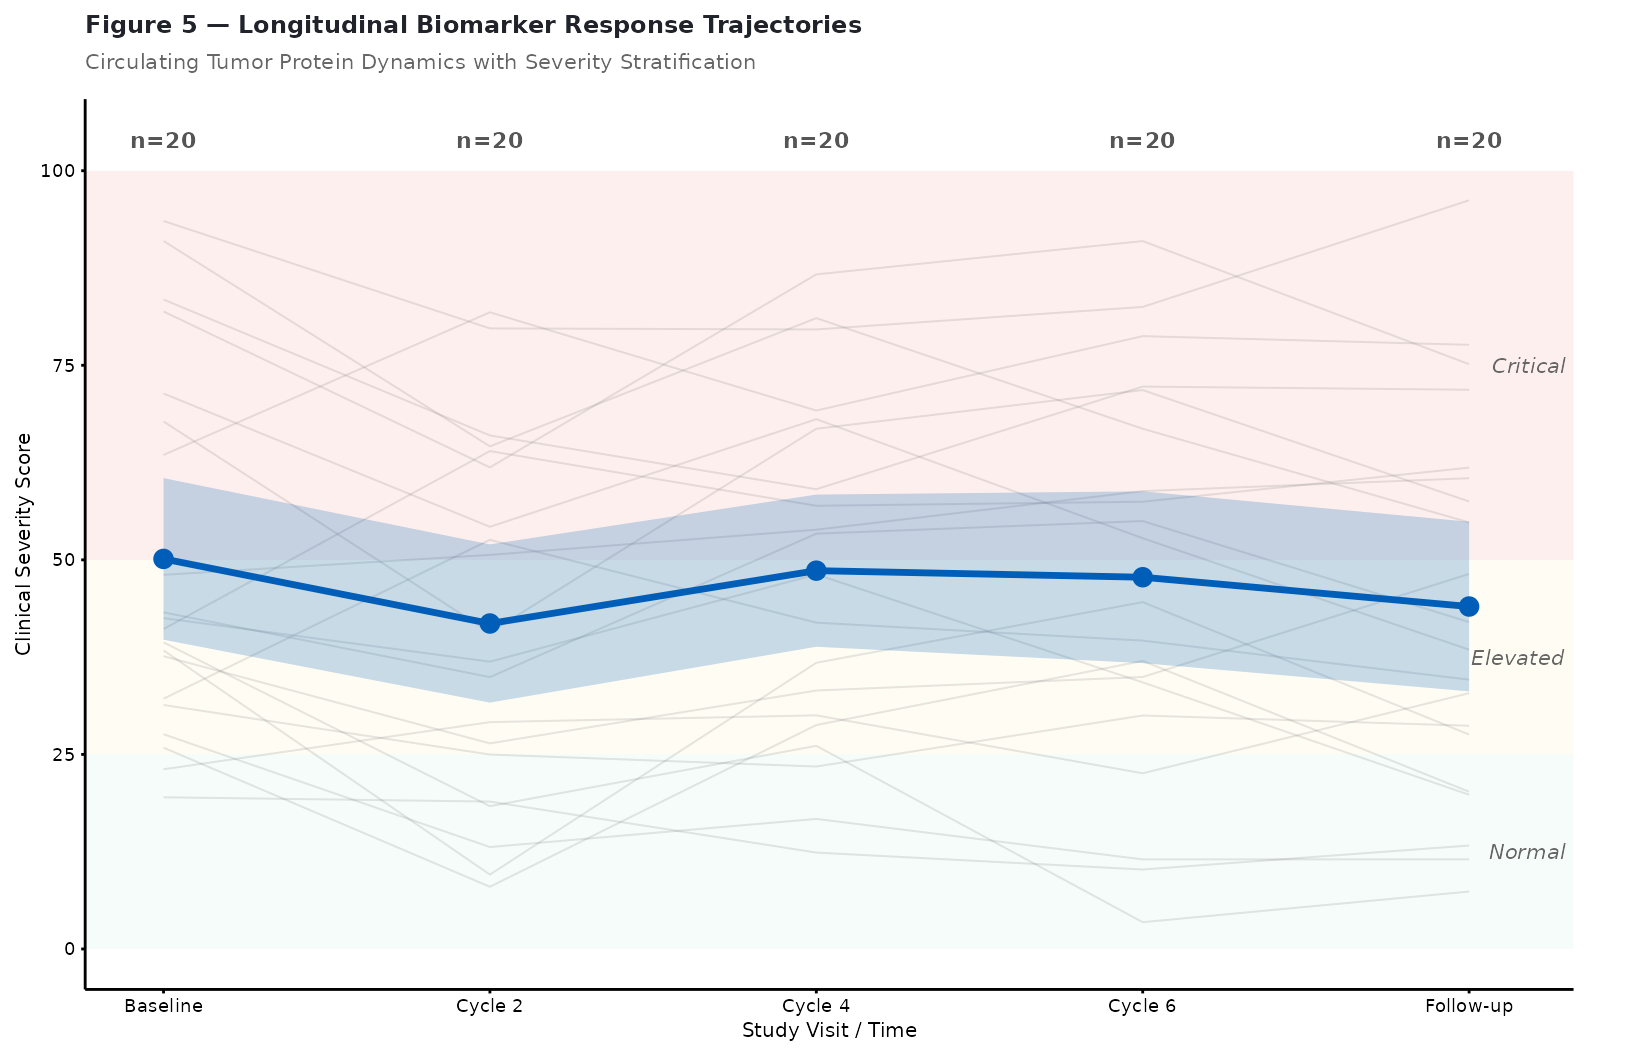 Figure 5 — Longitudinal Biomarker Response Trajectories
Circulating Tumor Protein Dynamics with Severity Stratification
n=20 n=20 n=20 n=20 n=20
100
75
Critical
Clinical Severity Score
50
Elevated
25
Normal
0
Baseline Cycle 2 Cycle 4 Cycle 6 Follow-up
Study Visit / Time